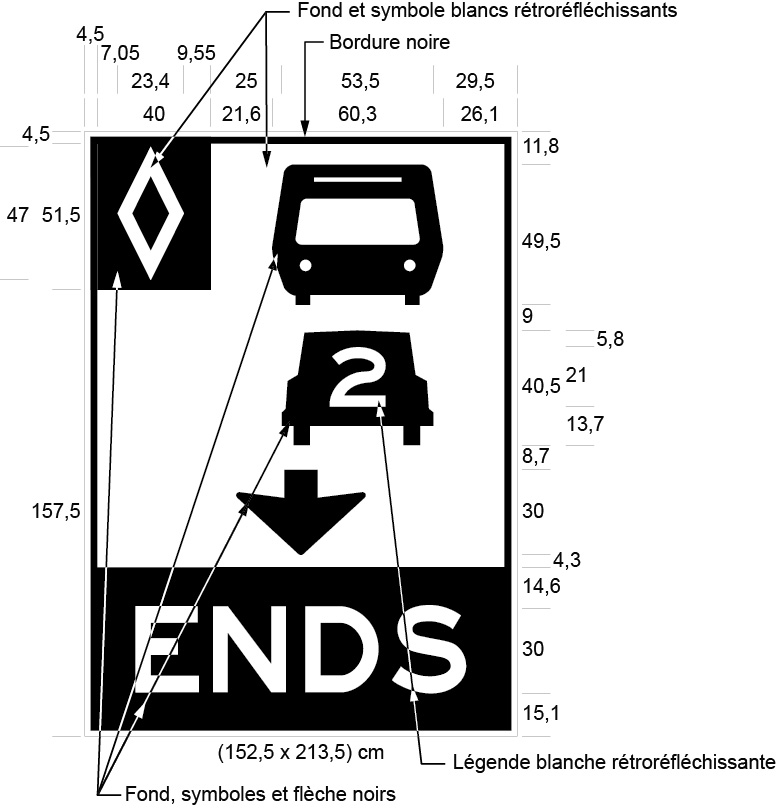 Fond et symbole blancs rétroréfléchissants
4,5
Bordure noire
7,05 9,55
23,4 25 53,5 29,5
40 21,6 60,3 26,1
4,5
11,8
47 51,5
49,5
9
5,8
2
40,5 21
13,7
8,7
157,5
30
4,3
14,6
ENDS
30
15,1
(152,5 x 213,5) cm
Légende blanche rétroréfléchissante
Fond, symboles et flèche noirs